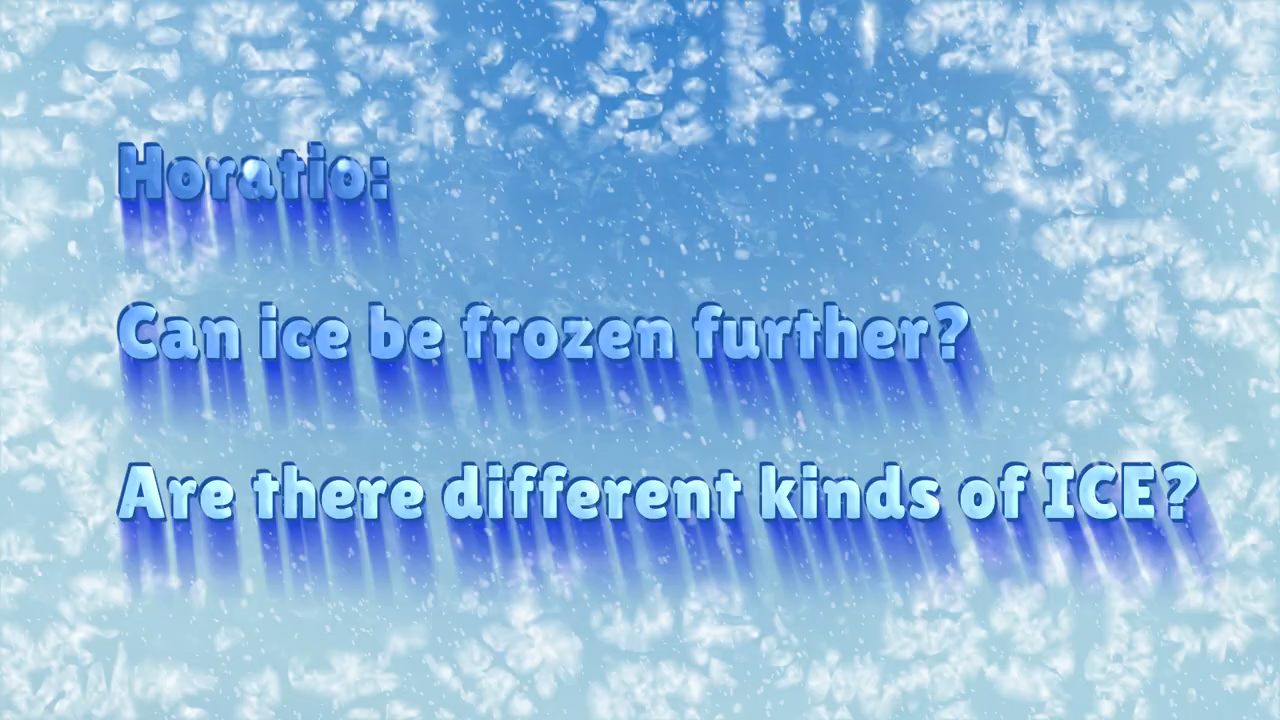 Horatio:
Can ice be frozen further?
Are there different kinds of ICE?